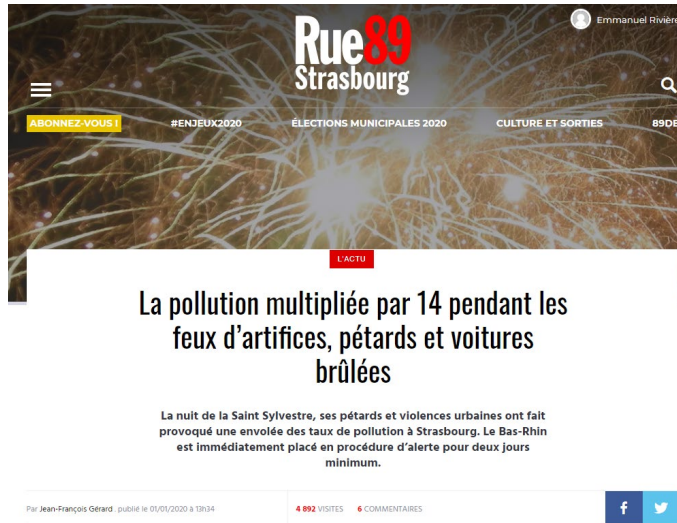 Emmanuel Rivière
Rue89
Strasbourg
ABONNEZ-VOUS !
#ENJEUX2020
ÉLECTIONS MUNICIPALES 2020
CULTURE ET SORTIES
89DE
L'ACTU
La pollution multipliée par 14 pendant les
feux d'artifices, pétards et voitures
brûlées
La nuit de la Saint Sylvestre, ses pétards et violences urbaines ont fait
provoqué une envolée des taux de pollution à Strasbourg. Le Bas-Rhin
est immédiatement placé en procédure d'alerte pour deux jours
minimum.
Par Jean-François Gérard . publié le 01/01/2020 à 13h34
4 892 VISITES
6 COMMENTAIRES